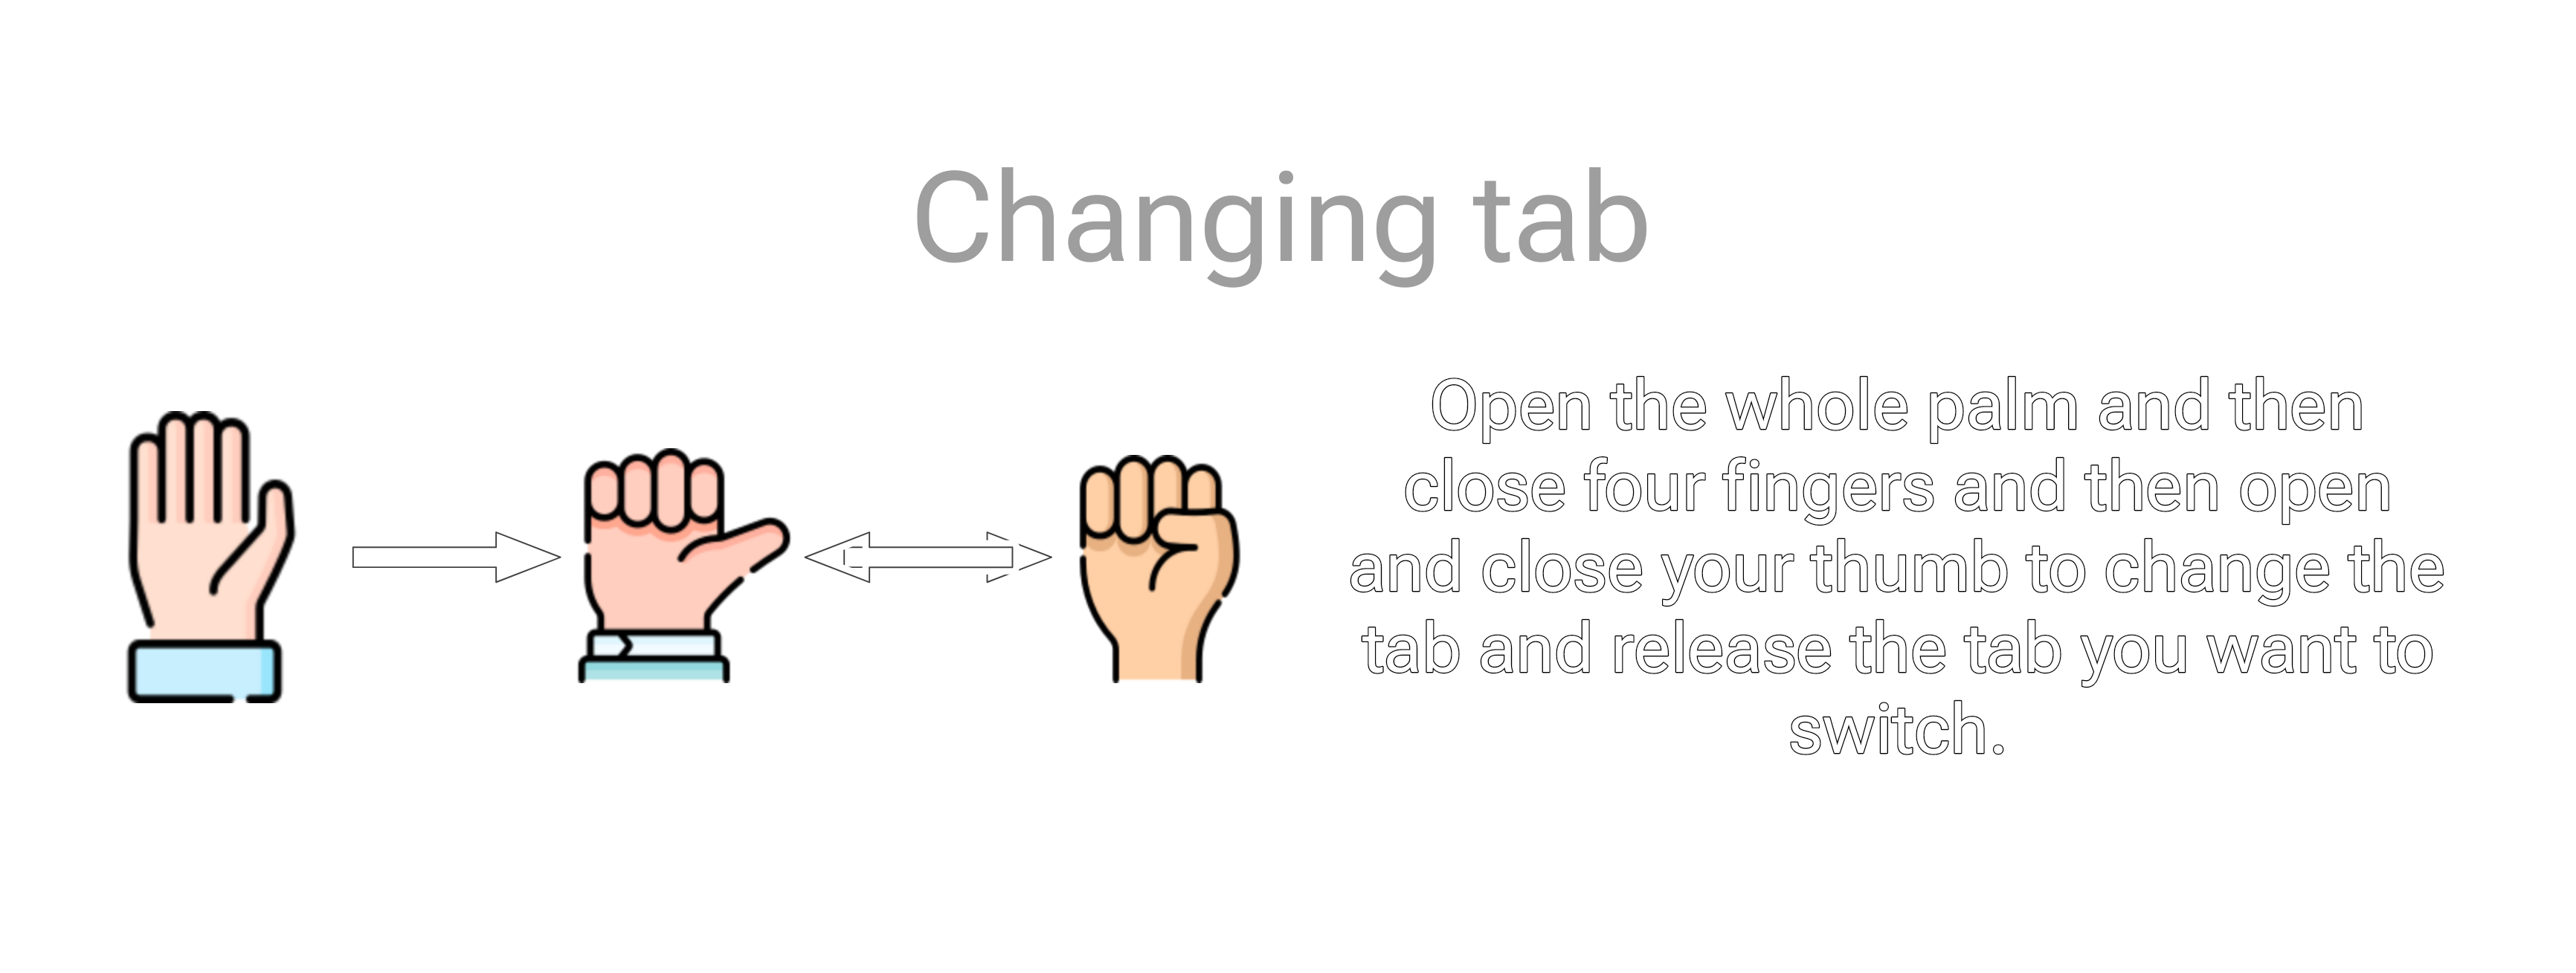 Changing tab
Open the whole palm and then
close four fingers and then open
and close your thumb to change the
tab and release the tab you want to
switch.